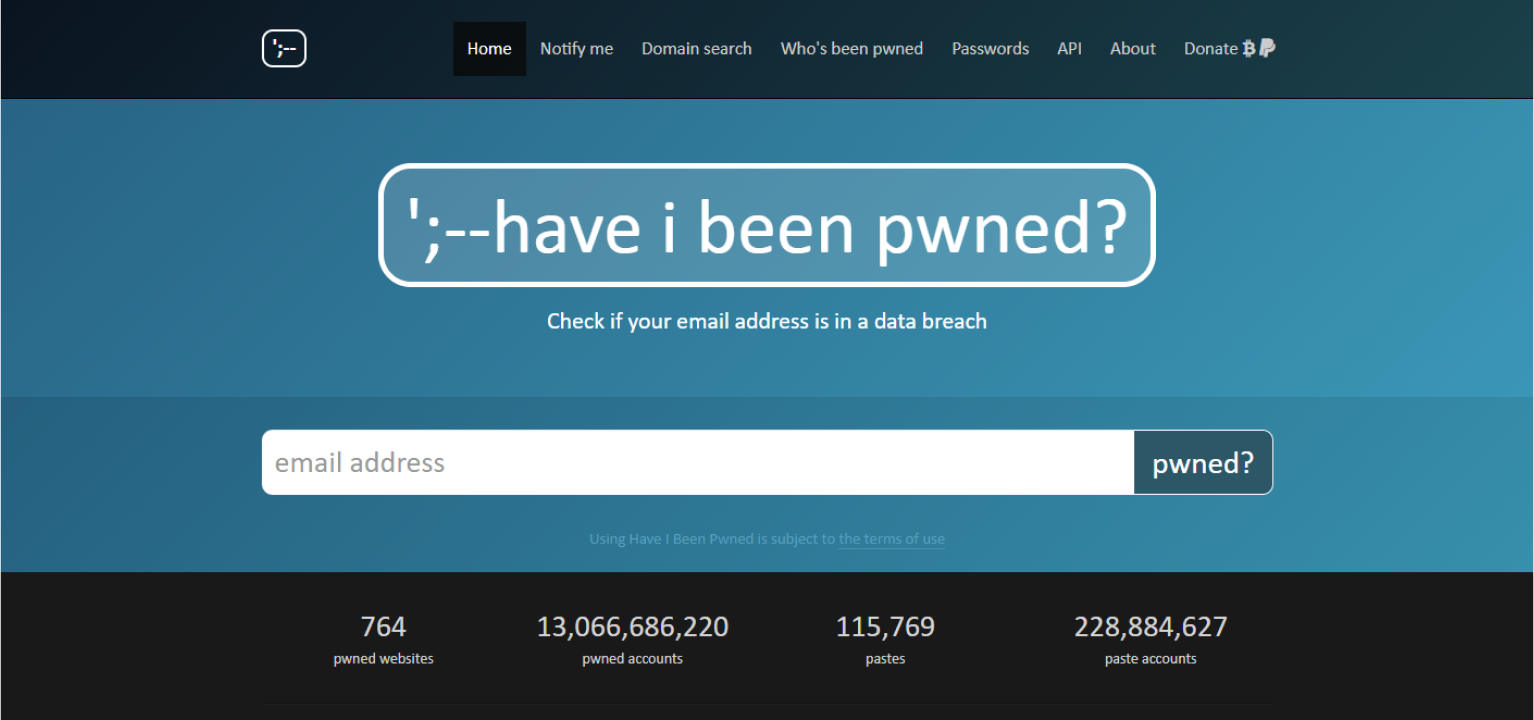 ';--
Home Notify me Domain search Who's been pwned Passwords API About Donate
';--have i been pwned?
Check if your email address is in a data breach
email address pwned?
Using Have I Been Pwned is subject to the terms of use
764 13,066,686,220 115,769 228,884,627
pwned websites pwned accounts pastes paste accounts